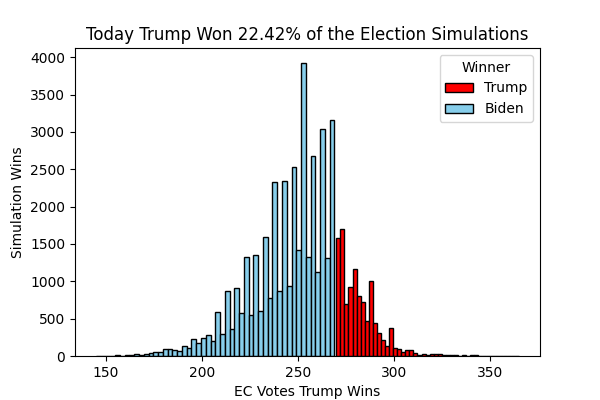 Today Trump Won 22.42% of the Election Simulations
4000
3500
3000
2500
2000
1500
1000
500
0
Simulation Wins
Winner
Trump
Biden
150 200 250 300 350
EC Votes Trump Wins